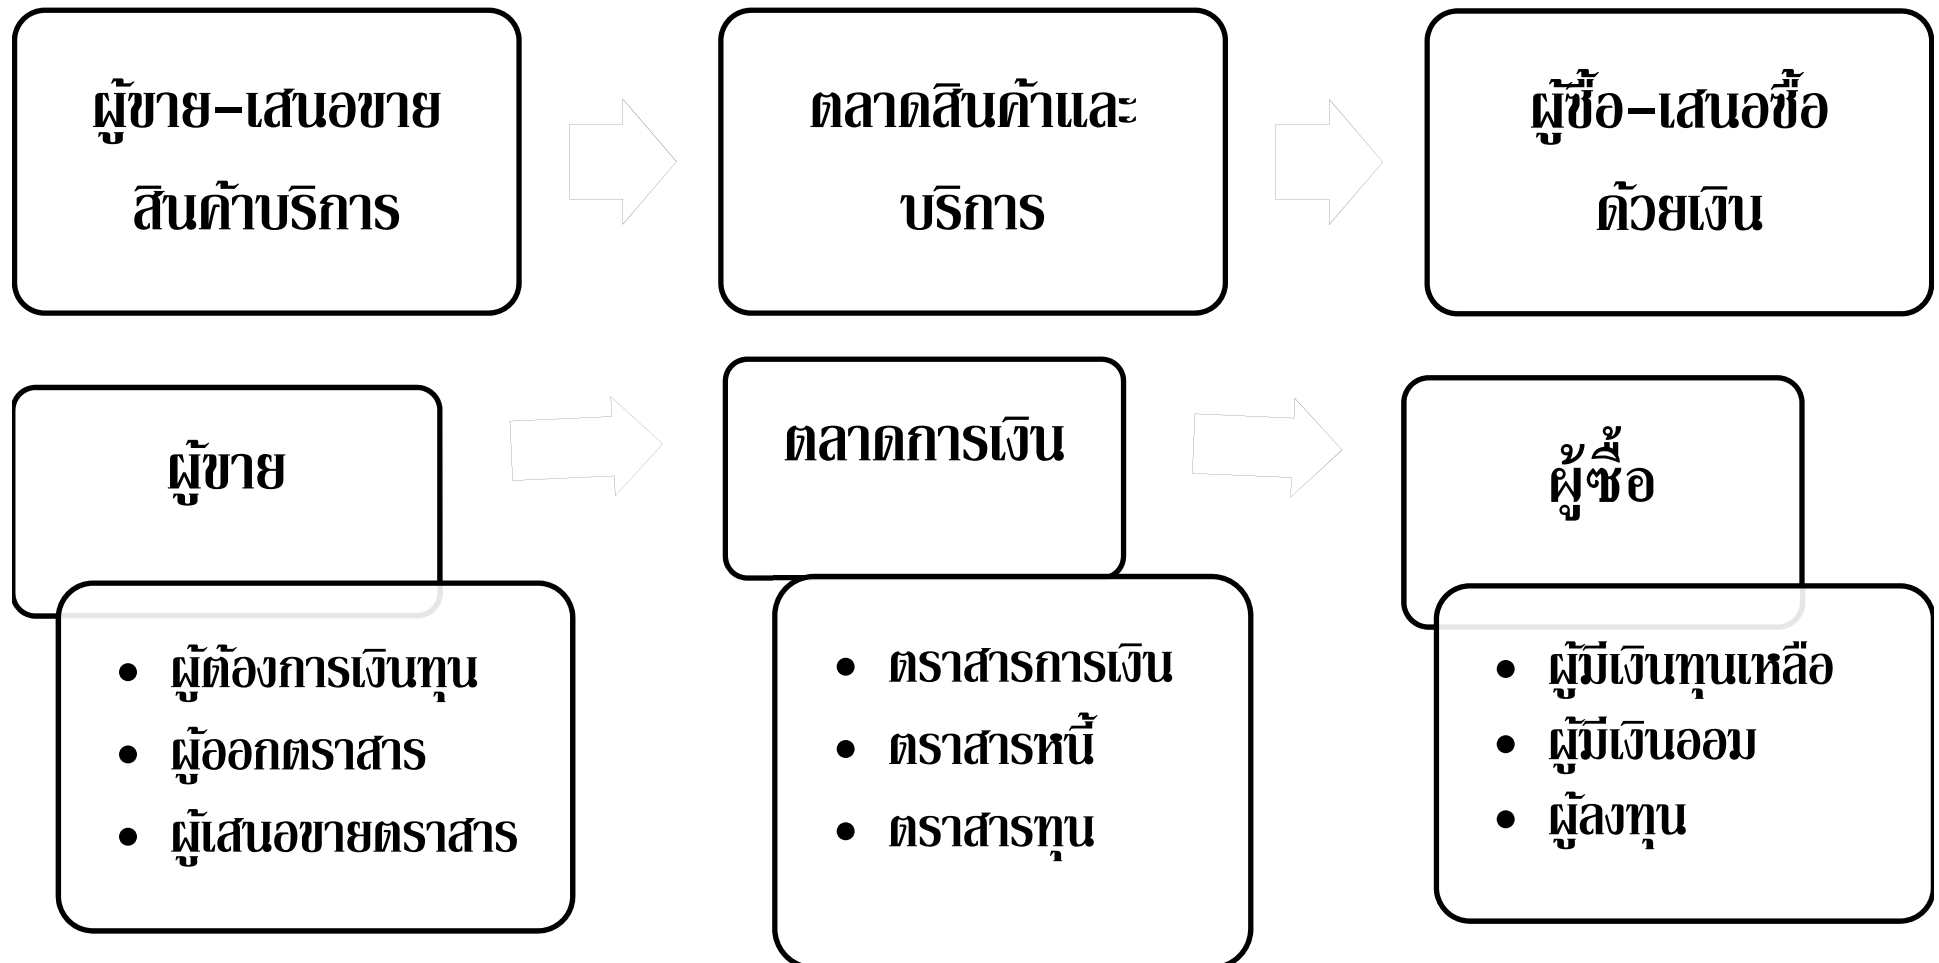 ผู้ขาย-เสนอขาย
สินค้าบริการ
ตลาดสินค้าและ
บริการ
ผู้ซื้อ-เสนอซื้อ
ด้วยเงิน
ผู้ขาย
• ผู้ต้องการเงินทุน
• ผู้ออกตราสาร
• ผู้เสนอขายตราสาร
ตลาดการเงิน
• ตราสารการเงิน
• ตราสารหนี้
• ตราสารทุน
ผู้ซื้อ
• ผู้มีเงินทุนเหลือ
• ผู้มีเงินออม
• ผู้ลงทุน